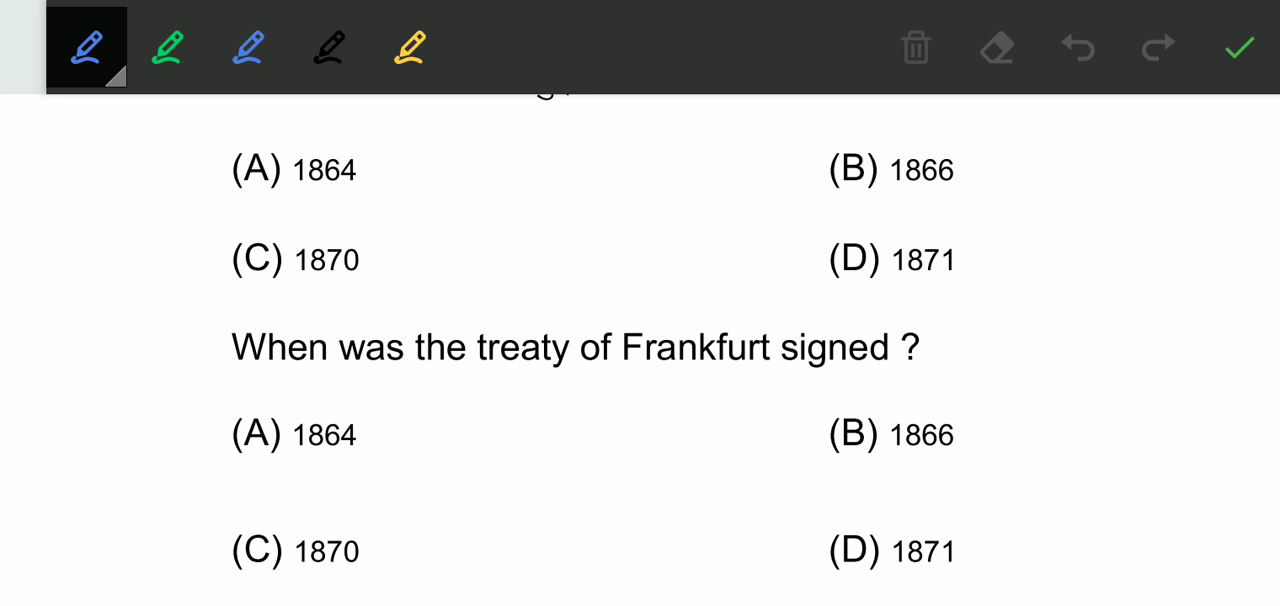 (A) 1864 (B) 1866
(C) 1870 (D) 1871
When was the treaty of Frankfurt signed ?
(A) 1864 (B) 1866
(C) 1870 (D) 1871